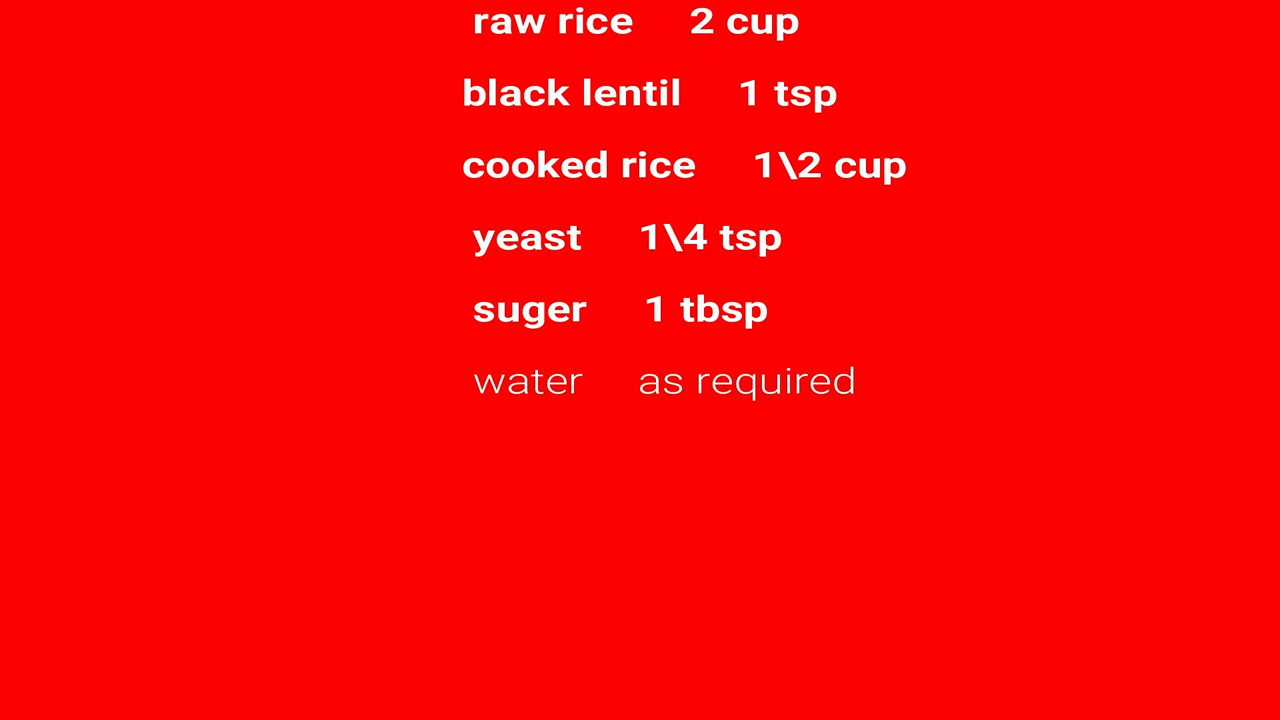 raw rice 2 cup
black lentil 1 tsp
cooked rice 1\2 cup
yeast 1\4 tsp
suger 1 tbsp
water as required